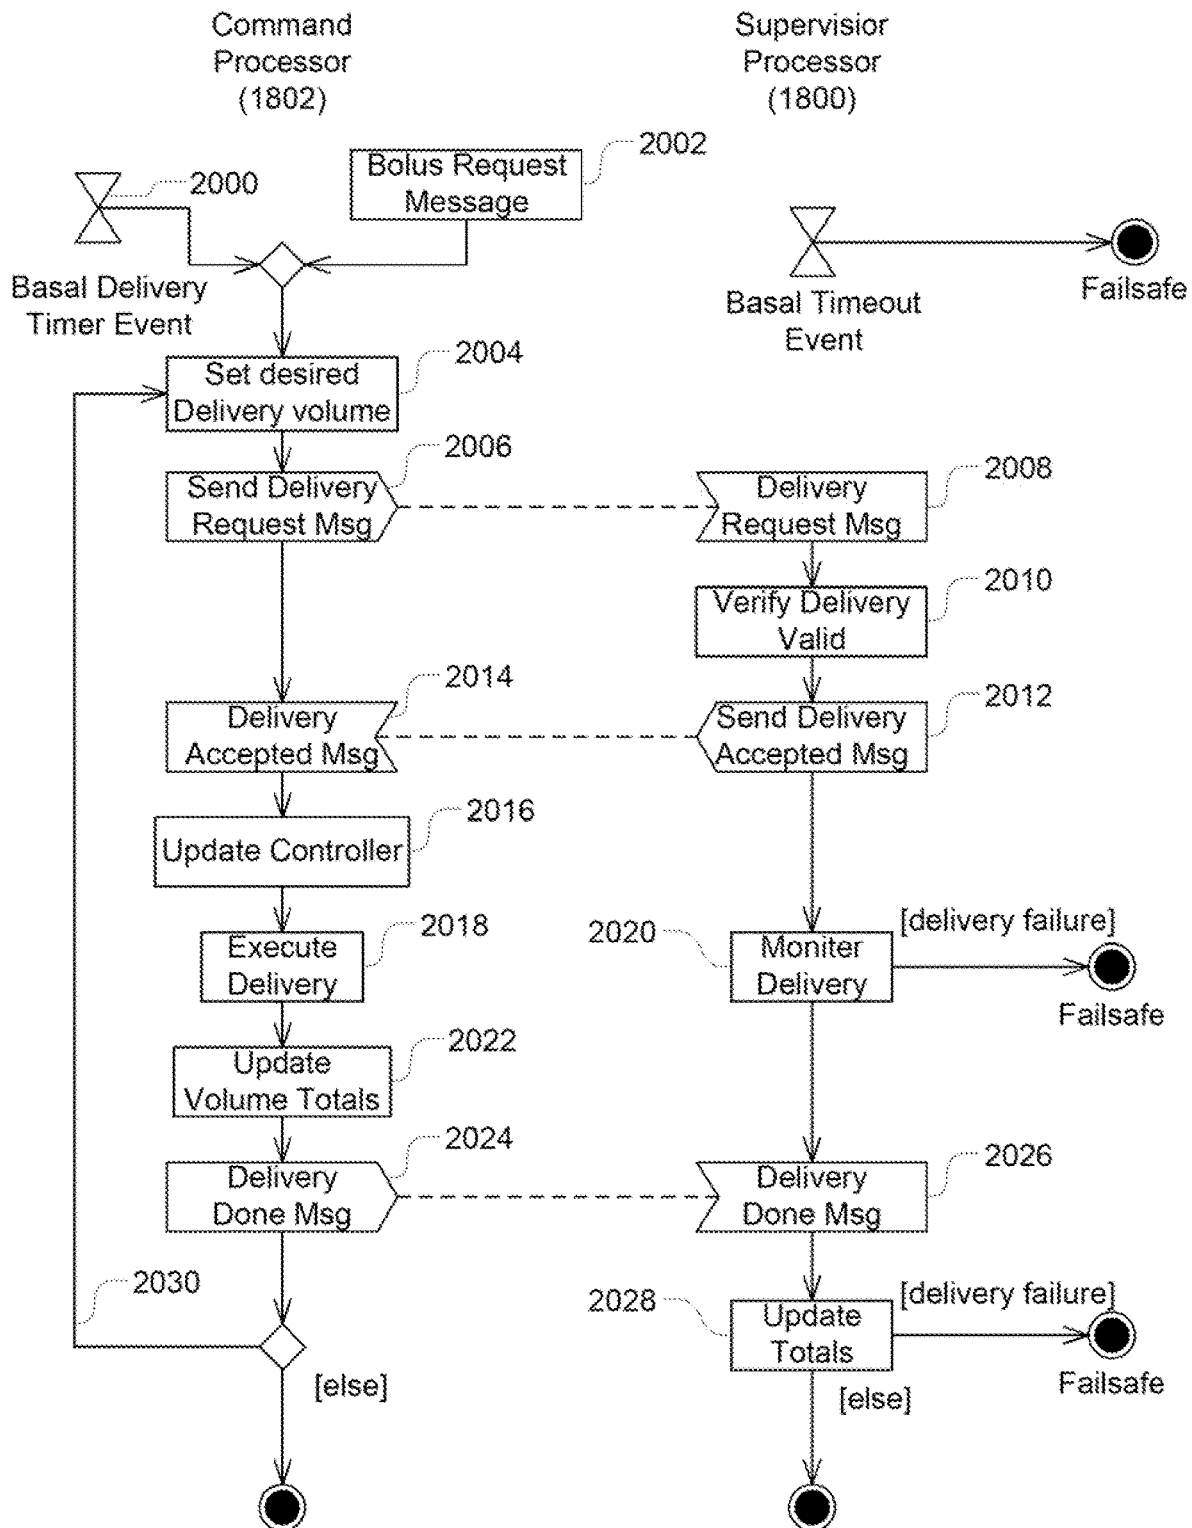 Command
Processor
(1802)
Supervisior
Processor
(1800)
2000
Bolus Request
Message
2002
Basal Delivery
Timer Event
Basal Timeout
Event
Failsafe
Set desired
Delivery volume
2004
Send Delivery
Request Msg
2006
Delivery
Request Msg
2008
Verify Delivery
Valid
2010
Delivery
Accepted Msg
2014
Send Delivery
Accepted Msg
2012
Update Controller
2016
Execute
Delivery
2018
2020
Moniter
Delivery
[delivery failure]
Failsafe
Update
Volume Totals
2022
Delivery
Done Msg
2024
Delivery
Done Msg
2026
2030
2028
Update
Totals
[delivery failure]
Failsafe
[else]
[else]